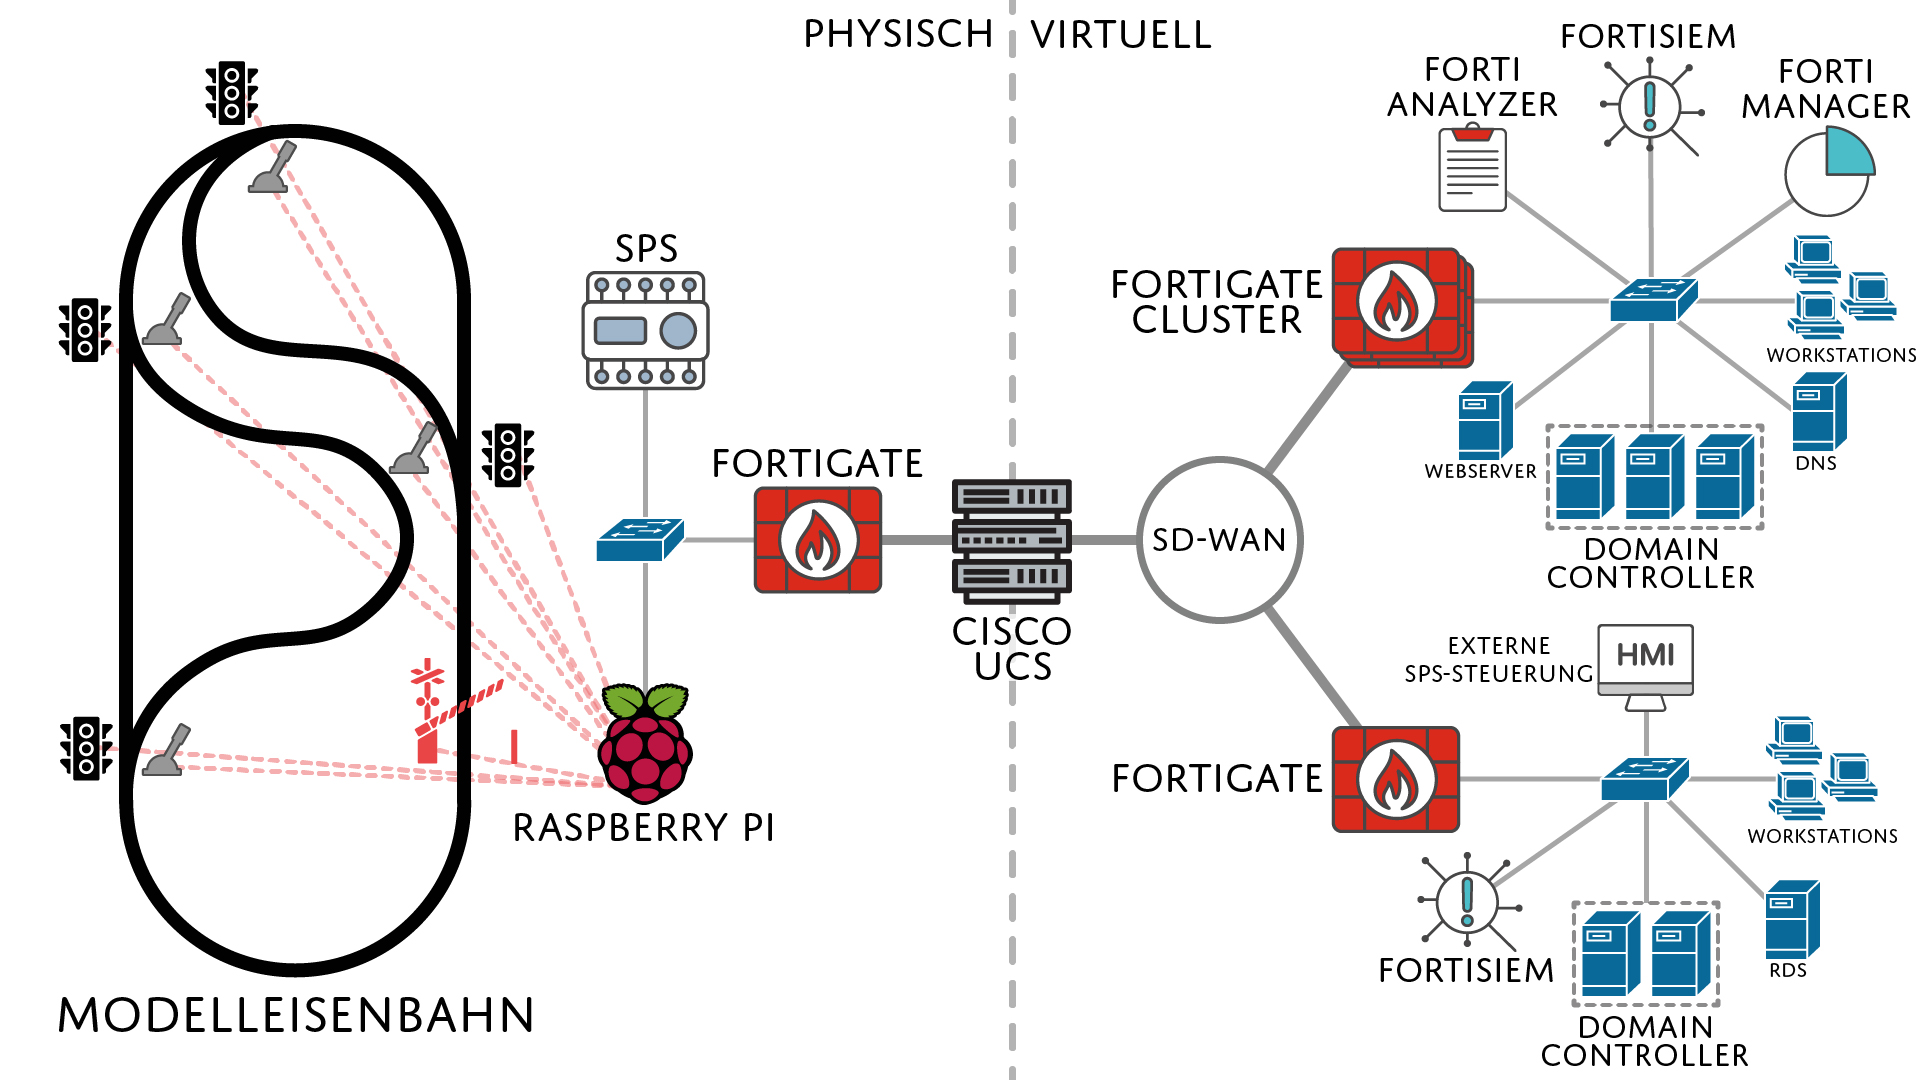 PHYSISCH
VIRTUELL
FORTISIEM
FORTI
ANALYZER
FORTI
MANAGER
SPS
FORTIGATE
CLUSTER
WORKSTATIONS
WEBSERVER
DNS
DOMAIN
CONTROLLER
FORTIGATE
SD-WAN
CISCO
UCS
EXTERNE
SPS-STEUERUNG
HMI
FORTIGATE
WORKSTATIONS
RASPBERRY PI
FORTISIEM
RDS
DOMAIN
CONTROLLER
MODELLEISENBAHN